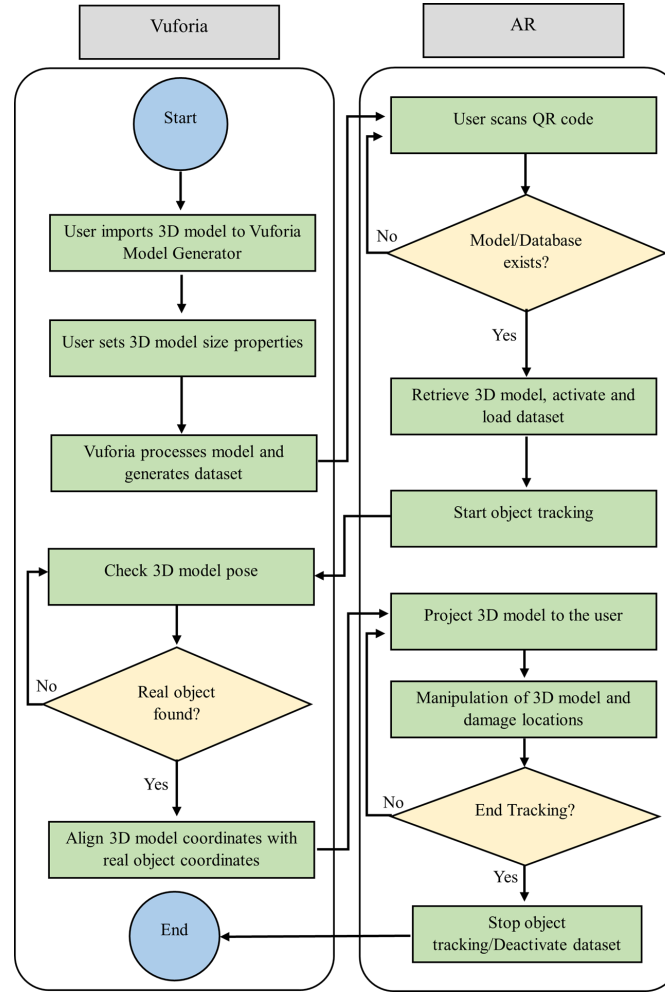 Vuforia
AR
Start
User imports 3D model to Vuforia
Model Generator
User sets 3D model size properties
Vuforia processes model and
generates dataset
User scans QR code
No
Model/Database
exists?
Yes
Retrieve 3D model, activate and
load dataset
Start object tracking
Check 3D model pose
No
Real object
found?
Yes
Align 3D model coordinates with
real object coordinates
Project 3D model to the user
Manipulation of 3D model and
damage locations
No
End Tracking?
Yes
Stop object
tracking/Deactivate dataset
End